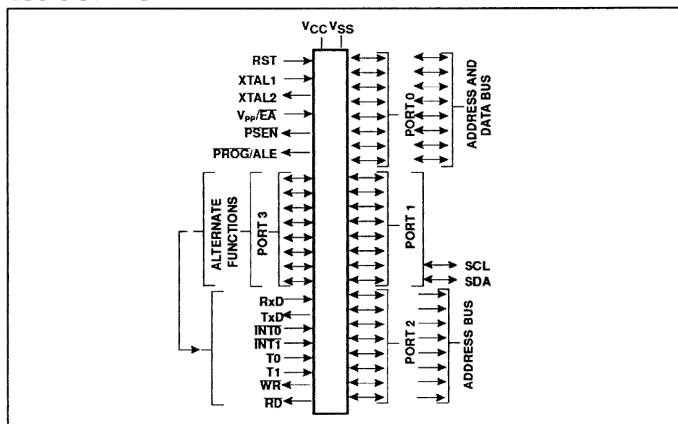 VCC VSS
RST
XTAL1
XTAL2
VPP/EA
PSEN
PROG/ALE
PORT 0
ADDRESS AND
DATA BUS
ALTERNATE
FUNCTIONS
PORT 3
PORT 1
SCL
SDA
RxD
TxD
INT0
INT1
T0
T1
WR
RD
PORT 2
ADDRESS BUS